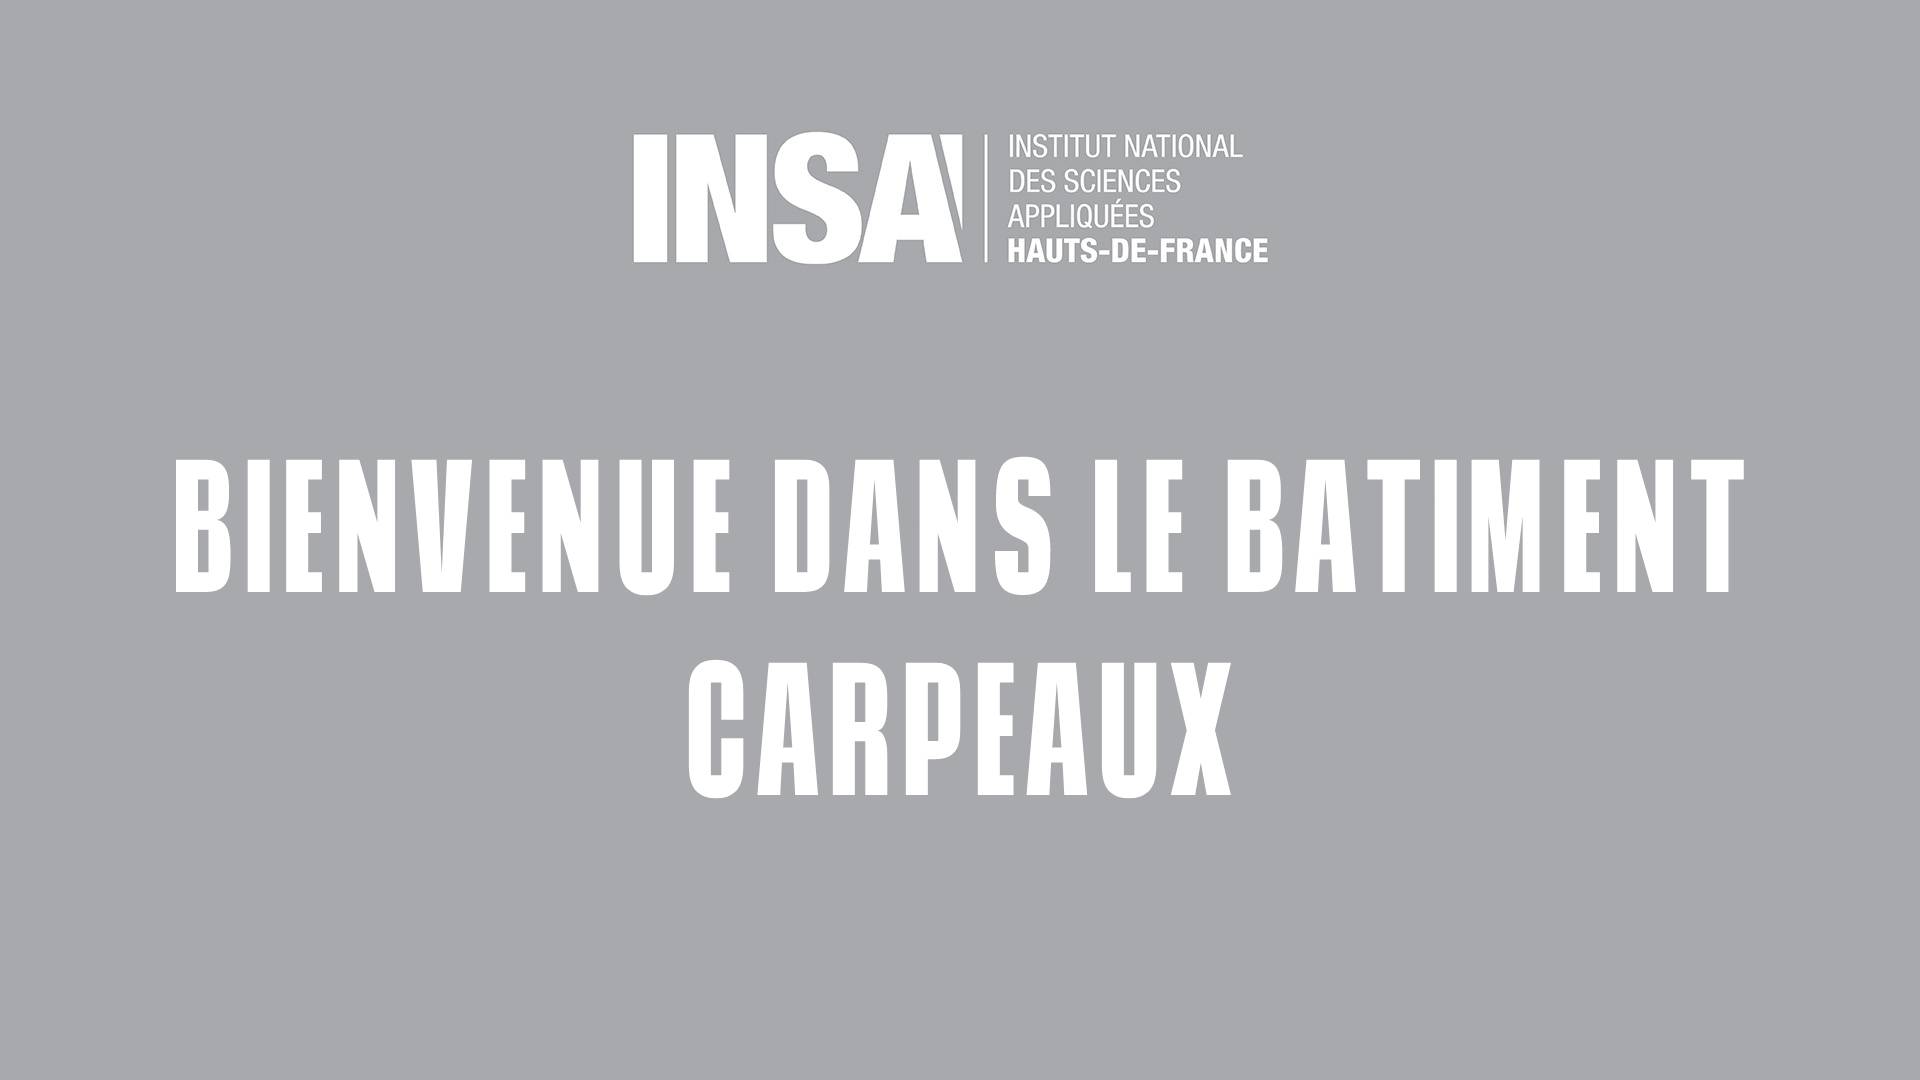 INSA
INSTITUT NATIONAL
DES SCIENCES
APPLIQUÉES
HAUTS-DE-FRANCE
BIENVENUE DANS LE BATIMENT
CARPEAUX